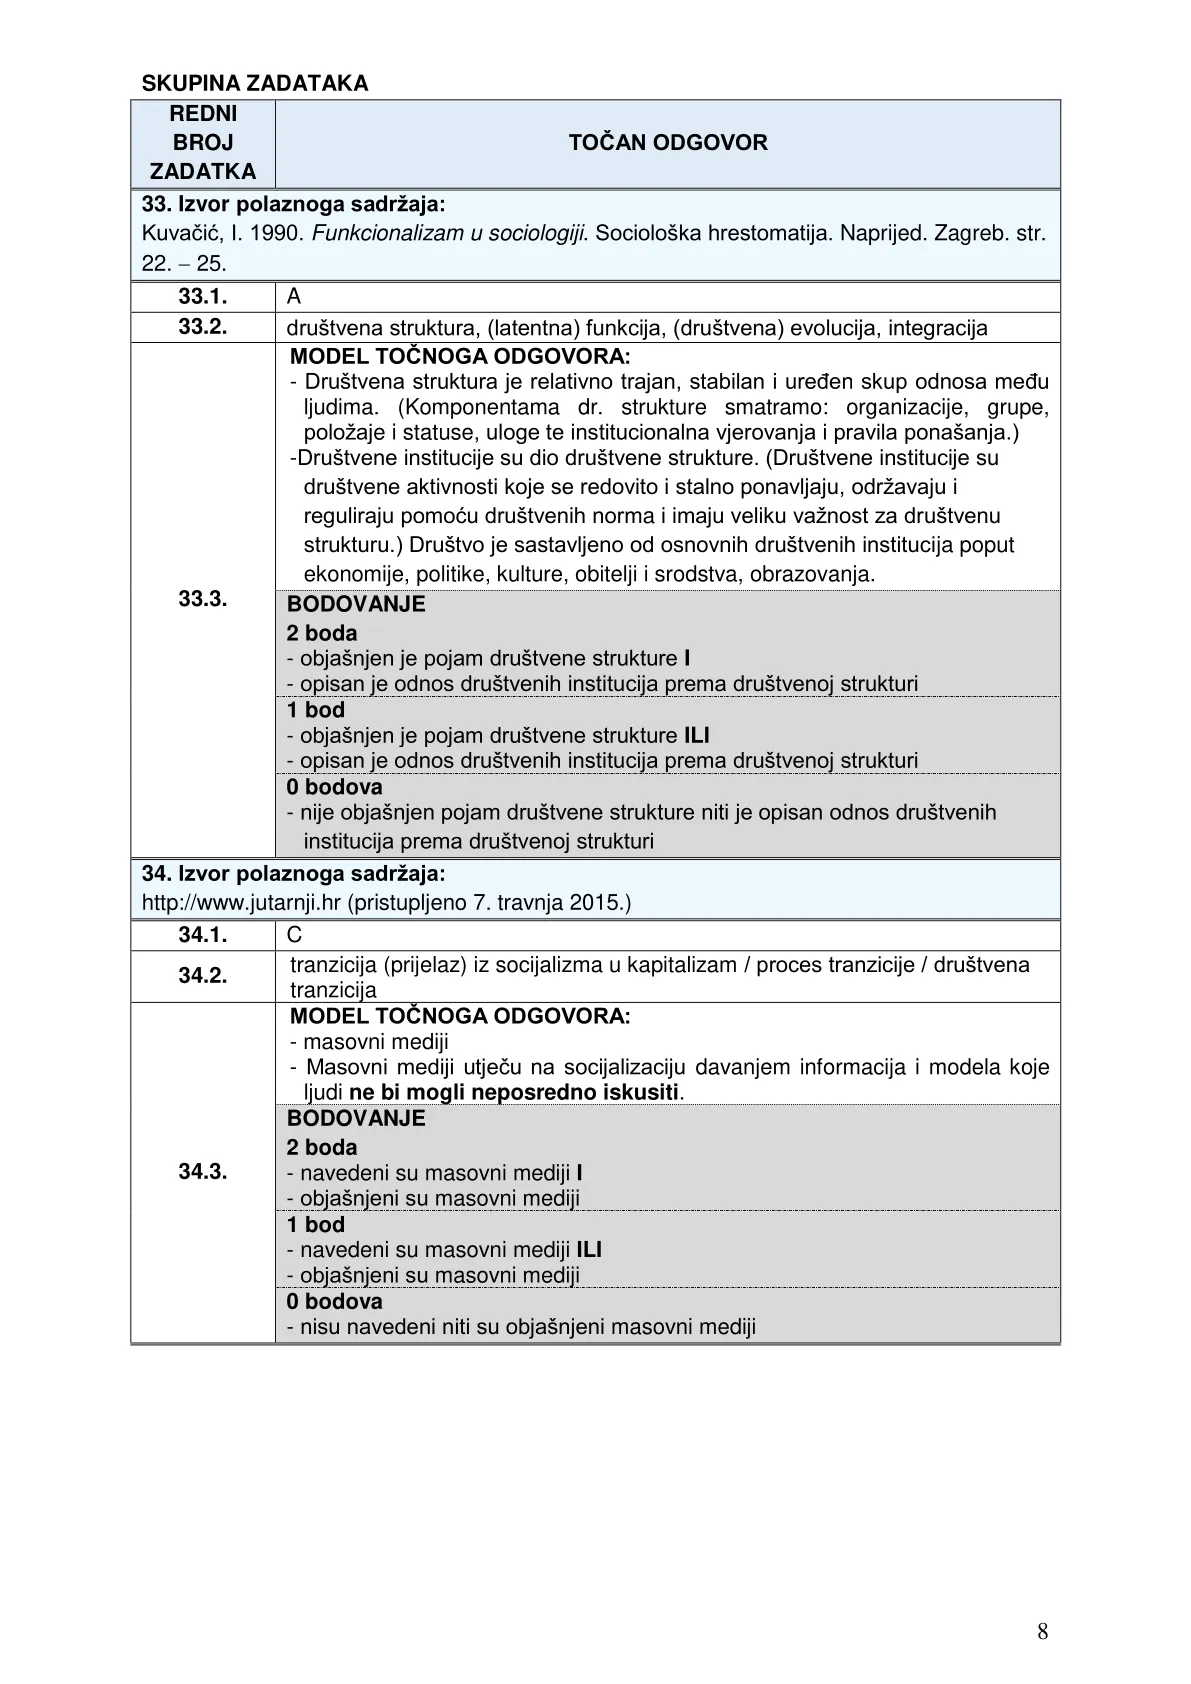 SKUPINA ZADATAKA
REDNI
BROJ
ZADATKA
TOČAN ODGOVOR
33. Izvor polaznoga sadržaja:
Kuvačić, I. 1990. Funkcionalizam u sociologiji. Sociološka hrestomatija. Naprijed. Zagreb. str.
22. – 25.
33.1.
A
33.2.
društvena struktura, (latentna) funkcija, (društvena) evolucija, integracija
33.3.
MODEL TOČNOGA ODGOVORA:
- Društvena struktura je relativno trajan, stabilan i uređen skup odnosa među
ljudima. (Komponentama dr. strukture smatramo: organizacije, grupe,
položaje i statuse, uloge te institucionalna vjerovanja i pravila ponašanja.)
-Društvene institucije su dio društvene strukture. (Društvene institucije su
društvene aktivnosti koje se redovito i stalno ponavljaju, održavaju i
reguliraju pomoću društvenih norma i imaju veliku važnost za društvenu
strukturu.) Društvo je sastavljeno od osnovnih društvenih institucija poput
ekonomije, politike, kulture, obitelji i srodstva, obrazovanja.
BODOVANJE
2 boda
- objašnjen je pojam društvene strukture I
- opisan je odnos društvenih institucija prema društvenoj strukturi
1 bod
- objašnjen je pojam društvene strukture ILI
- opisan je odnos društvenih institucija prema društvenoj strukturi
0 bodova
- nije objašnjen pojam društvene strukture niti je opisan odnos društvenih
institucija prema društvenoj strukturi
34. Izvor polaznoga sadržaja:
http://www.jutarnji.hr (pristupljeno 7. travnja 2015.)
34.1.
C
34.2.
tranzicija (prijelaz) iz socijalizma u kapitalizam / proces tranzicije / društvena
tranzicija
34.3.
MODEL TOČNOGA ODGOVORA:
- masovni mediji
- Masovni mediji utječu na socijalizaciju davanjem informacija i modela koje
ljudi ne bi mogli neposredno iskusiti.
BODOVANJE
2 boda
- navedeni su masovni mediji I
- objašnjeni su masovni mediji
1 bod
- navedeni su masovni mediji ILI
- objašnjeni su masovni mediji
0 bodova
- nisu navedeni niti su objašnjeni masovni mediji
8